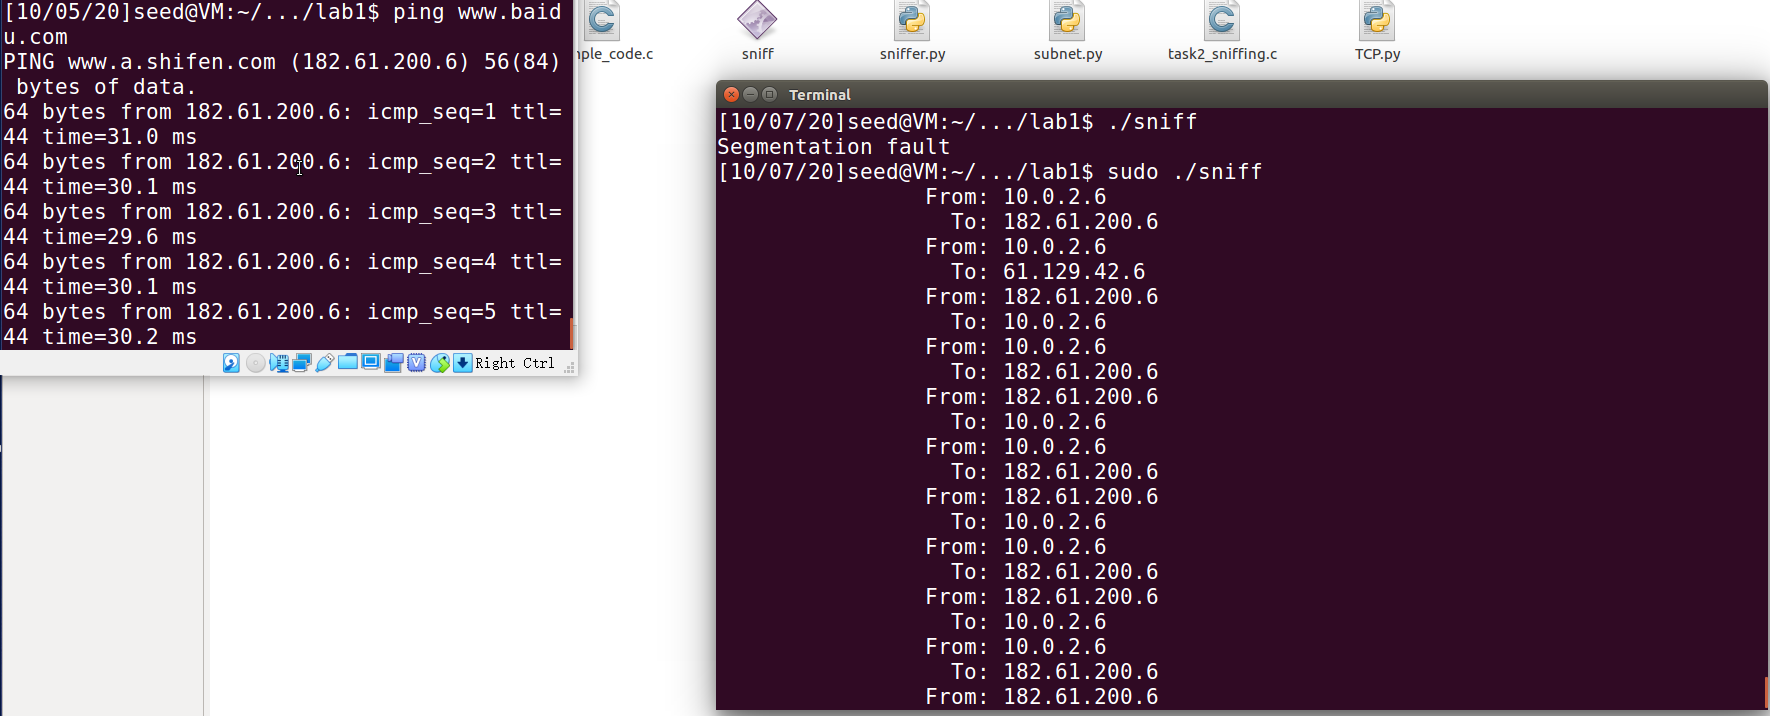 [10/05/20]seed@VM:~/.../lab1$ ping www.baid
u.com
PING www.a.shifen.com (182.61.200.6) 56(84)
 bytes of data.
64 bytes from 182.61.200.6: icmp_seq=1 ttl=
44 time=31.0 ms
64 bytes from 182.61.200.6: icmp_seq=2 ttl=
44 time=30.1 ms
64 bytes from 182.61.200.6: icmp_seq=3 ttl=
44 time=29.6 ms
64 bytes from 182.61.200.6: icmp_seq=4 ttl=
44 time=30.1 ms
64 bytes from 182.61.200.6: icmp_seq=5 ttl=
44 time=30.2 ms
Right Ctrl
ple_code.c
sniff
sniffer.py
subnet.py
task2_sniffing.c
TCP.py
Terminal
[10/07/20]seed@VM:~/.../lab1$ ./sniff
Segmentation fault
[10/07/20]seed@VM:~/.../lab1$ sudo ./sniff
From: 10.0.2.6
To: 182.61.200.6
From: 10.0.2.6
To: 61.129.42.6
From: 182.61.200.6
To: 10.0.2.6
From: 10.0.2.6
To: 182.61.200.6
From: 182.61.200.6
To: 10.0.2.6
From: 10.0.2.6
To: 182.61.200.6
From: 182.61.200.6
To: 10.0.2.6
From: 10.0.2.6
To: 182.61.200.6
From: 182.61.200.6
To: 10.0.2.6
From: 10.0.2.6
To: 182.61.200.6
From: 182.61.200.6